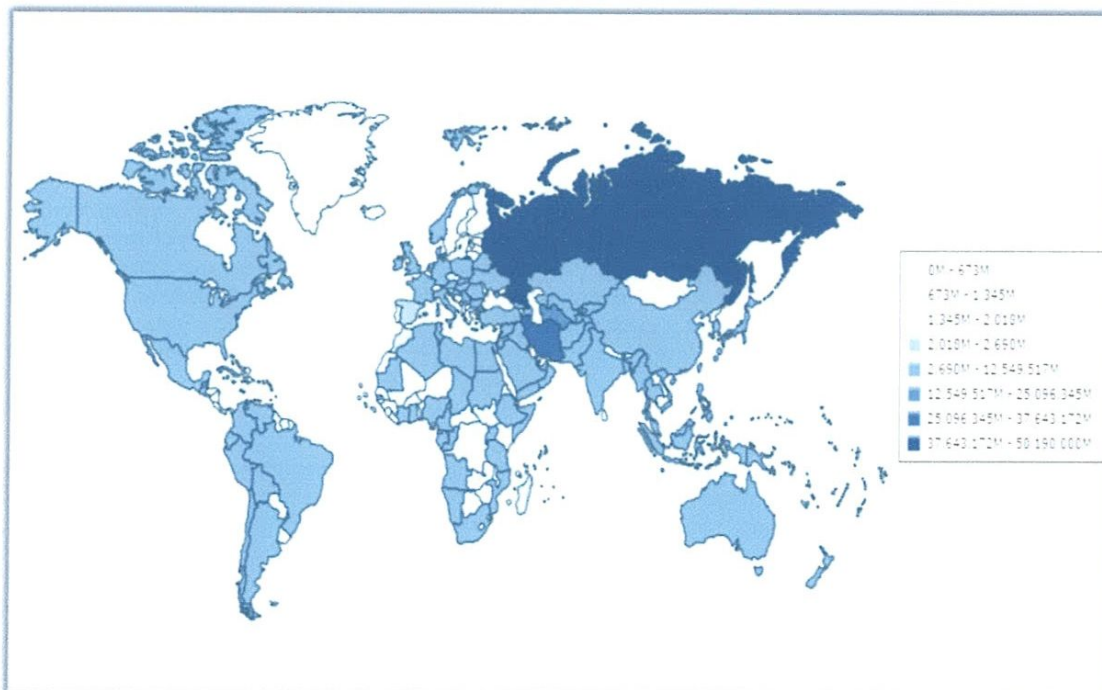 0M - 673M
673M - 1.345M
1.345M - 2.018M
2.018M - 2.690M
2.690M - 12.549.517M
12.549.517M - 25.096.345M
25.096.345M - 37.643.172M
37.643.172M - 50.190.000M